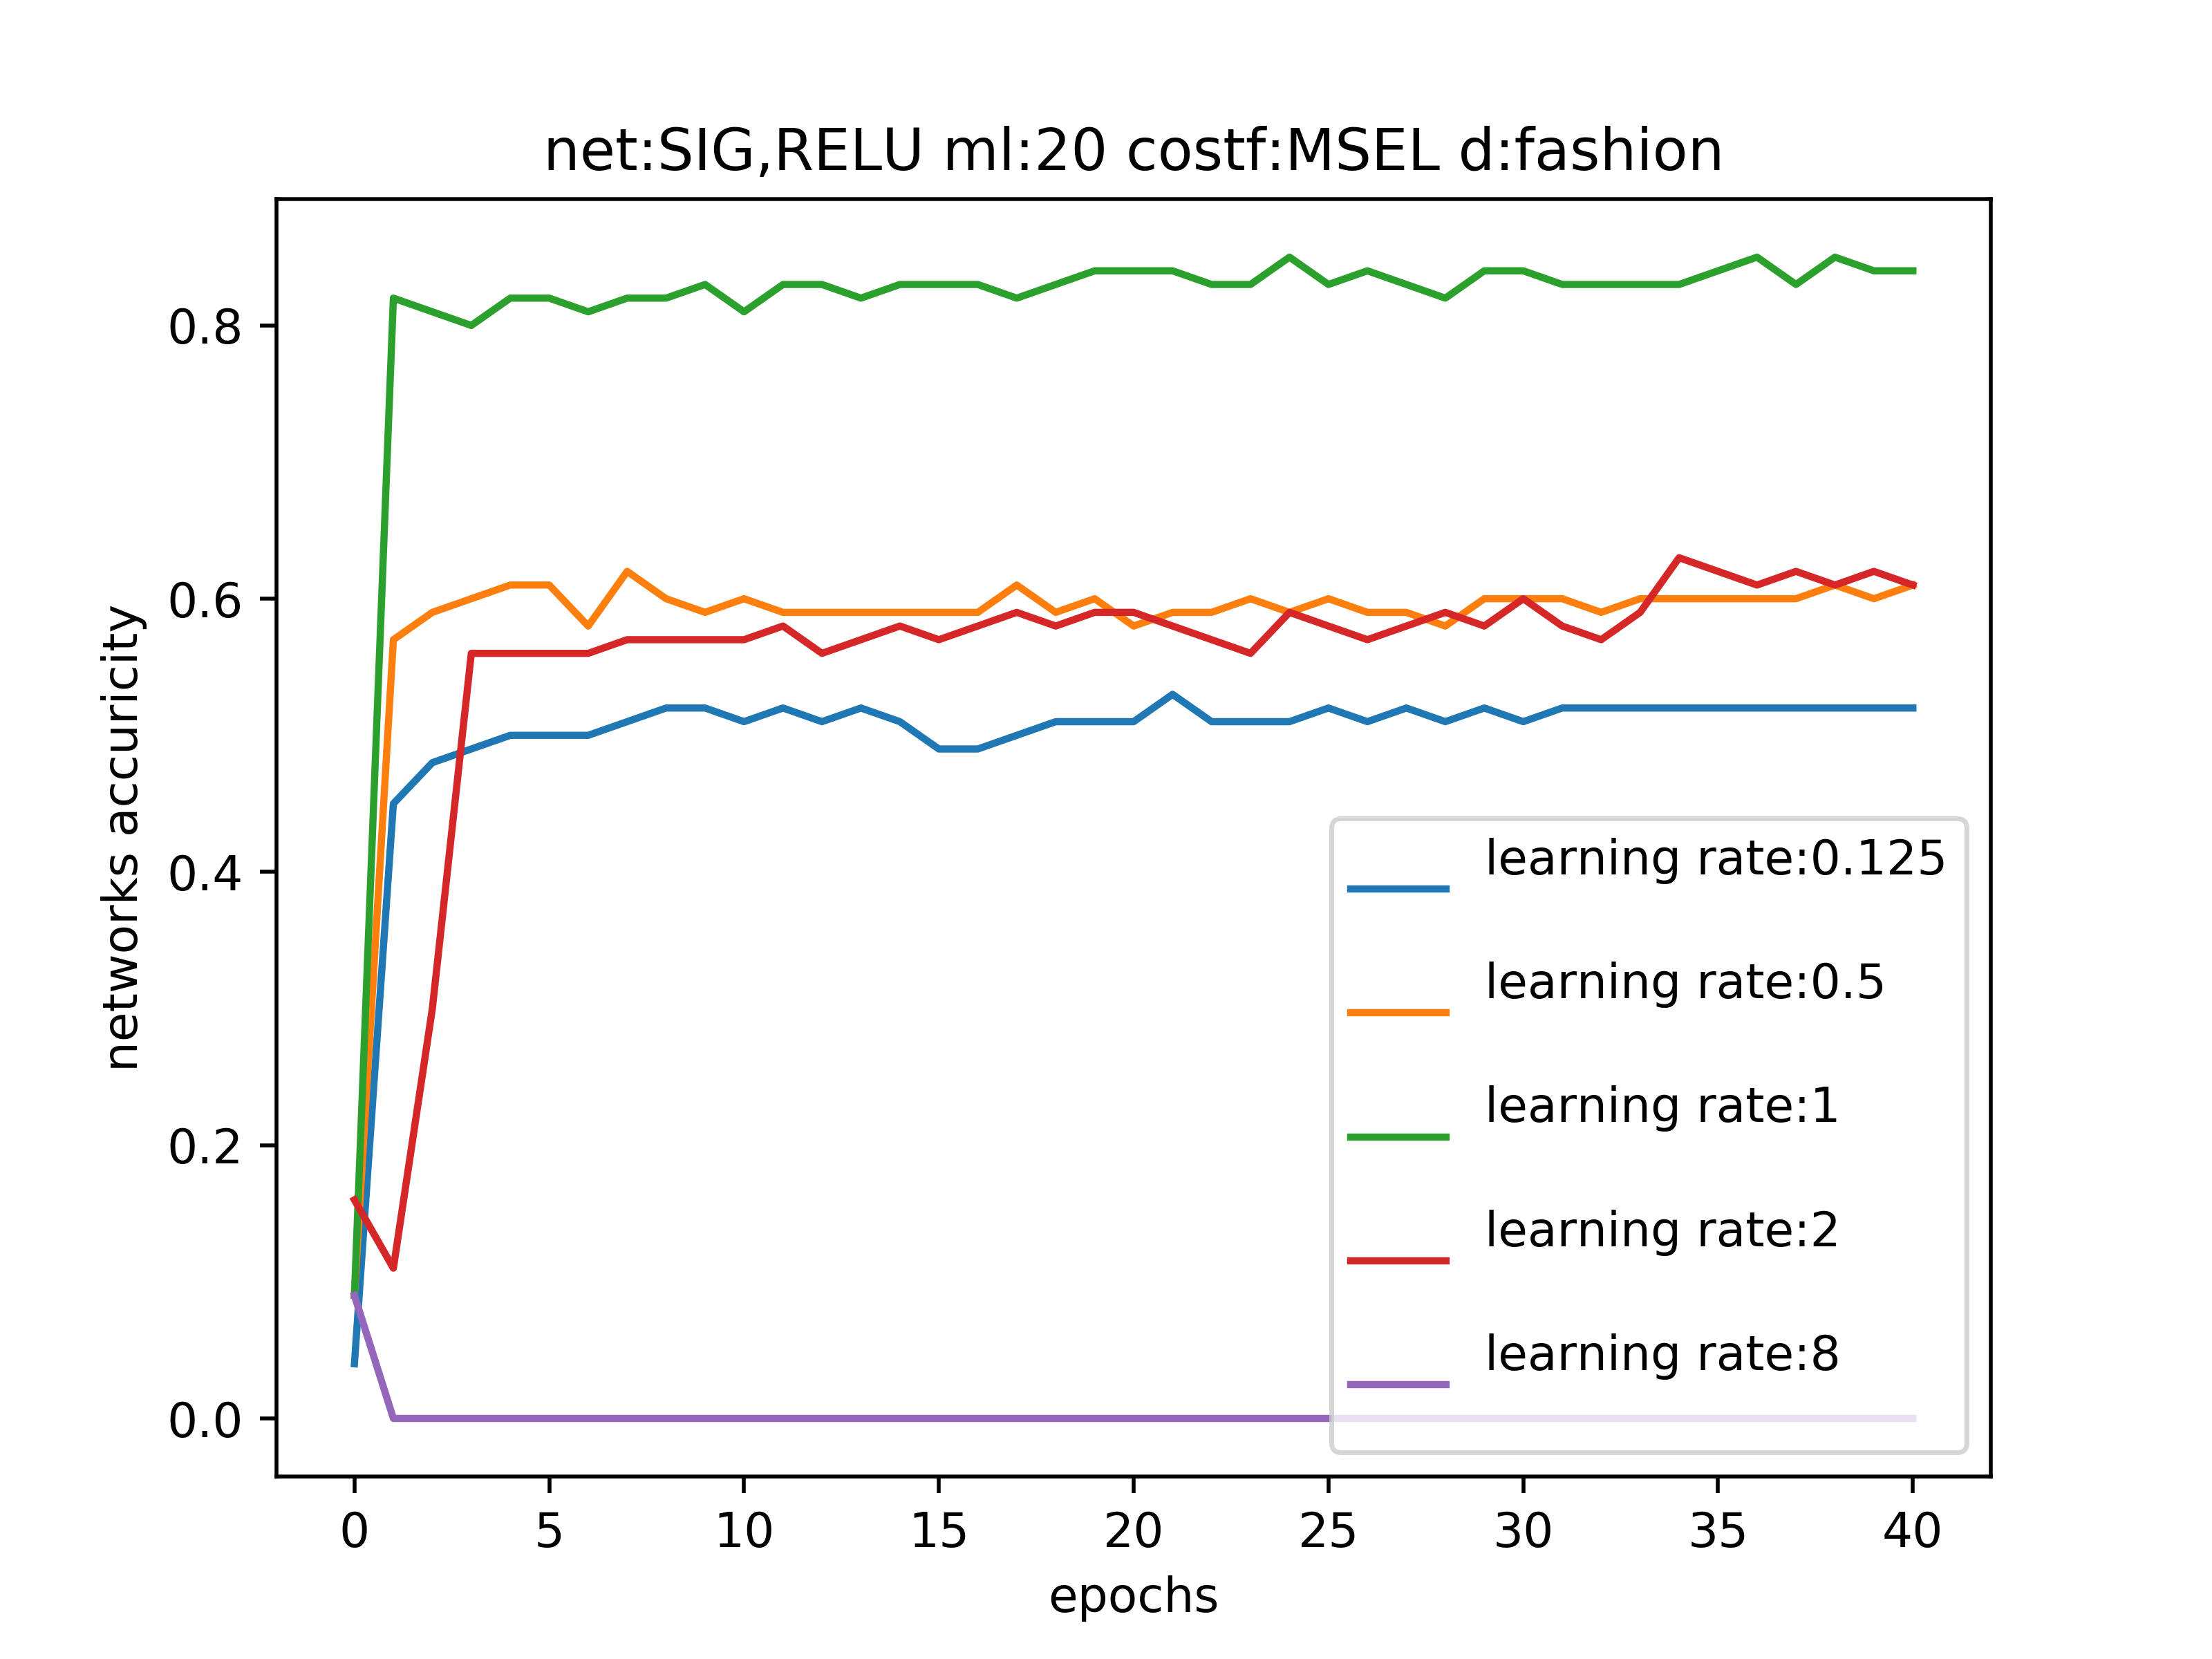 net:SIG,RELU ml:20 costf:MSEL d:fashion
networks accuricity
0.8
0.6
0.4
0.2
0.0
learning rate:0.125
learning rate:0.5
learning rate:1
learning rate:2
learning rate:8
0 5 10 15 20 25 30 35 40
epochs